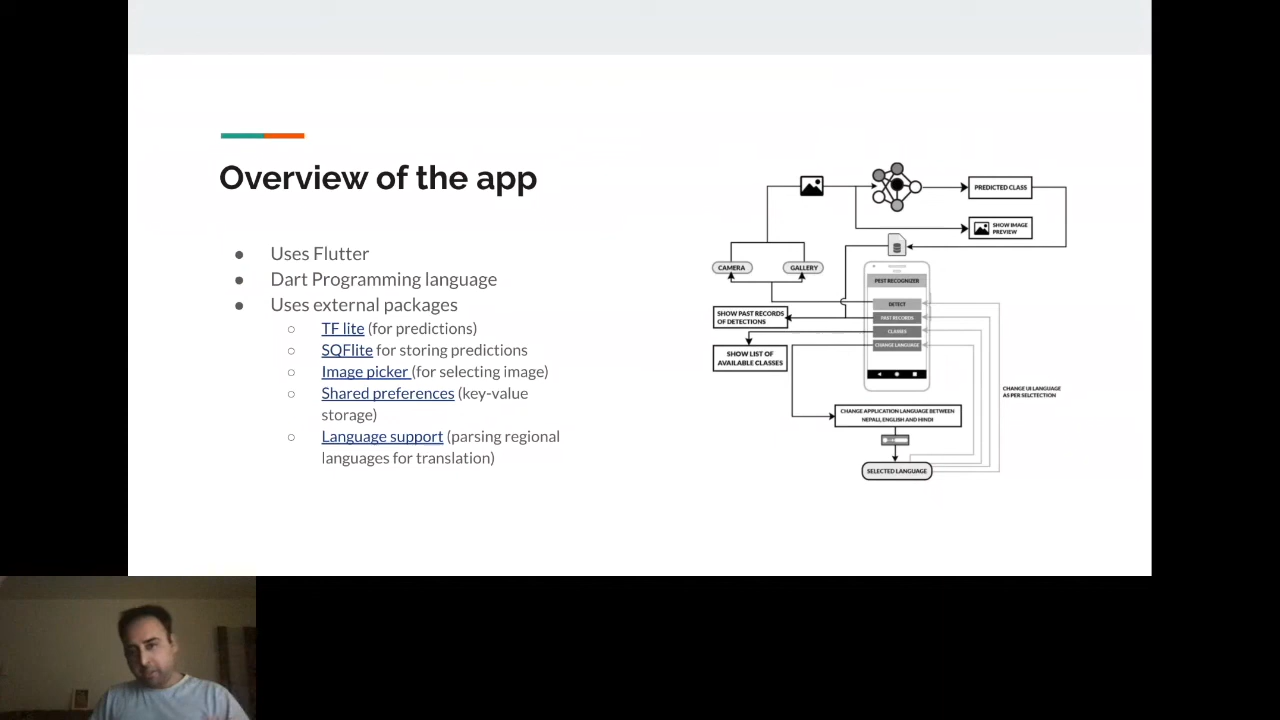 Overview of the app
● Uses Flutter
● Dart Programming language
● Uses external packages
○ TF lite (for predictions)
○ SQFlite for storing predictions
○ Image picker (for selecting image)
○ Shared preferences (key-value
storage)
○ Language support (parsing regional
languages for translation)
PREDICTED CLASS
SHOW IMAGE
PREVIEW
CAMERA
GALLERY
PEST RECOGNIZER
DETECT
PAST RECORDS
CLASSES
CHANGE LANGUAGE
SHOW PAST RECORDS
OF DETECTIONS
SHOW LIST OF
AVAILABLE CLASSES
CHANGE UI LANGUAGE
AS PER SELCTECTION
CHANGE APPLICATION LANGUAGE BETWEEN
NEPALI, ENGLISH AND HINDI
SELECTED LANGUAGE